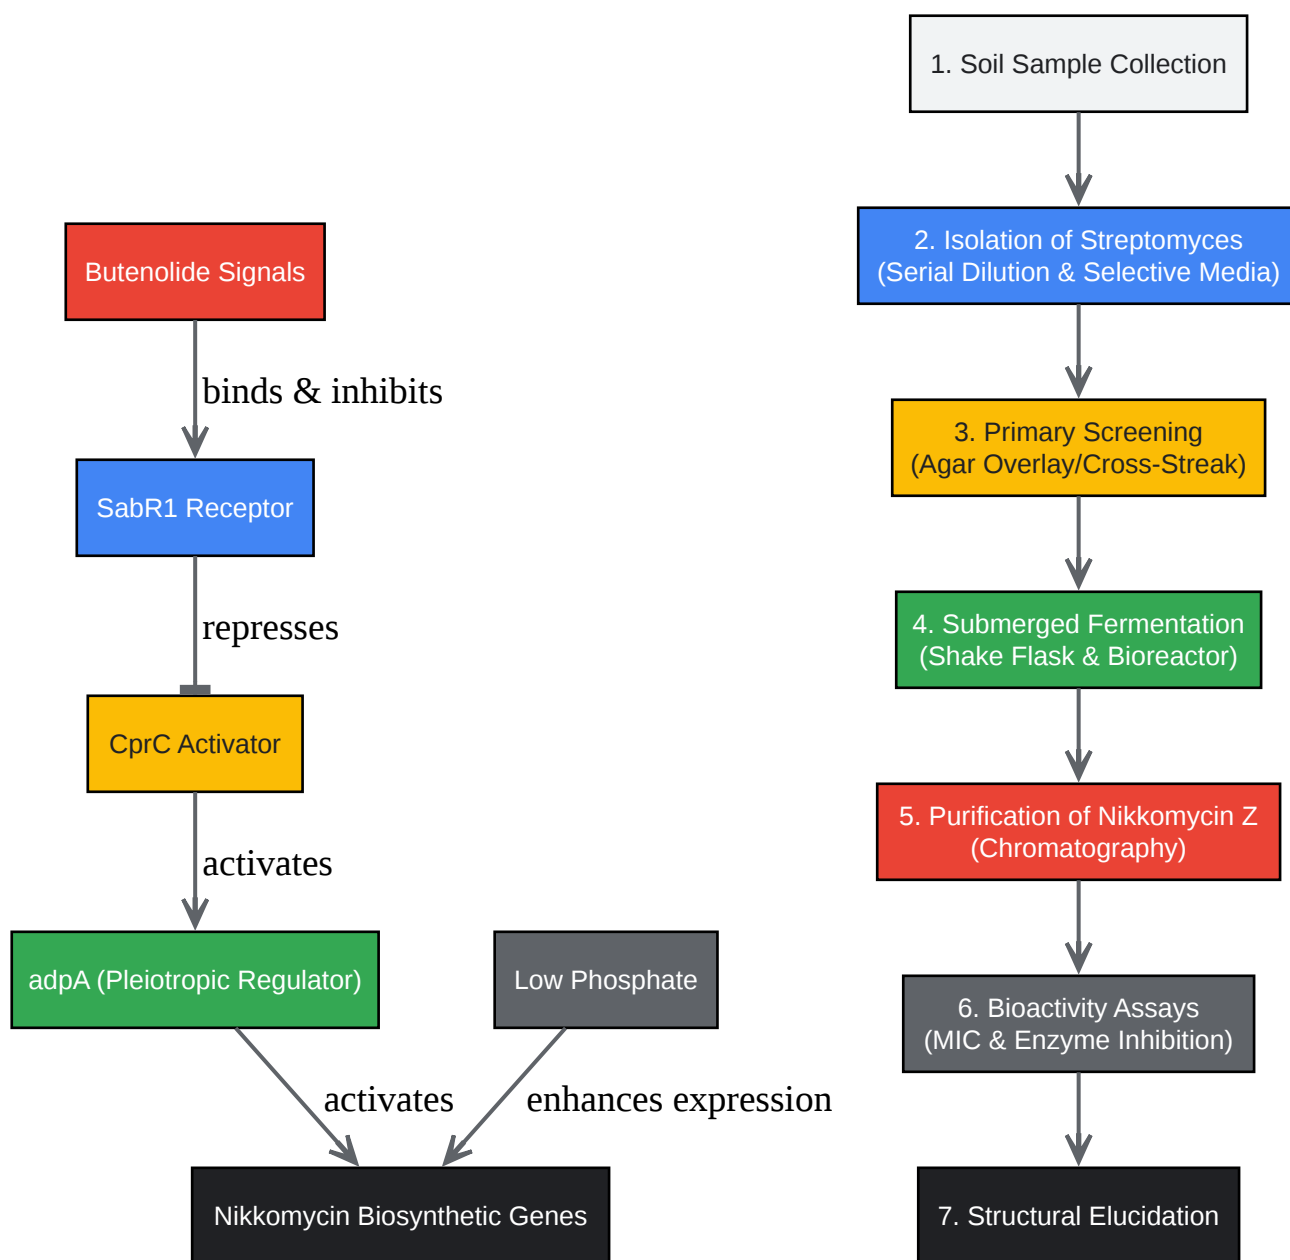 Butenolide Signals
binds & inhibits
SabR1 Receptor
represses
CprC Activator
activates
adpA (Pleiotropic Regulator)
Low Phosphate
activates
enhances expression
Nikkomycin Biosynthetic Genes
1. Soil Sample Collection
2. Isolation of Streptomyces
(Serial Dilution & Selective Media)
3. Primary Screening
(Agar Overlay/Cross-Streak)
4. Submerged Fermentation
(Shake Flask & Bioreactor)
5. Purification of Nikkomycin Z
(Chromatography)
6. Bioactivity Assays
(MIC & Enzyme Inhibition)
7. Structural Elucidation